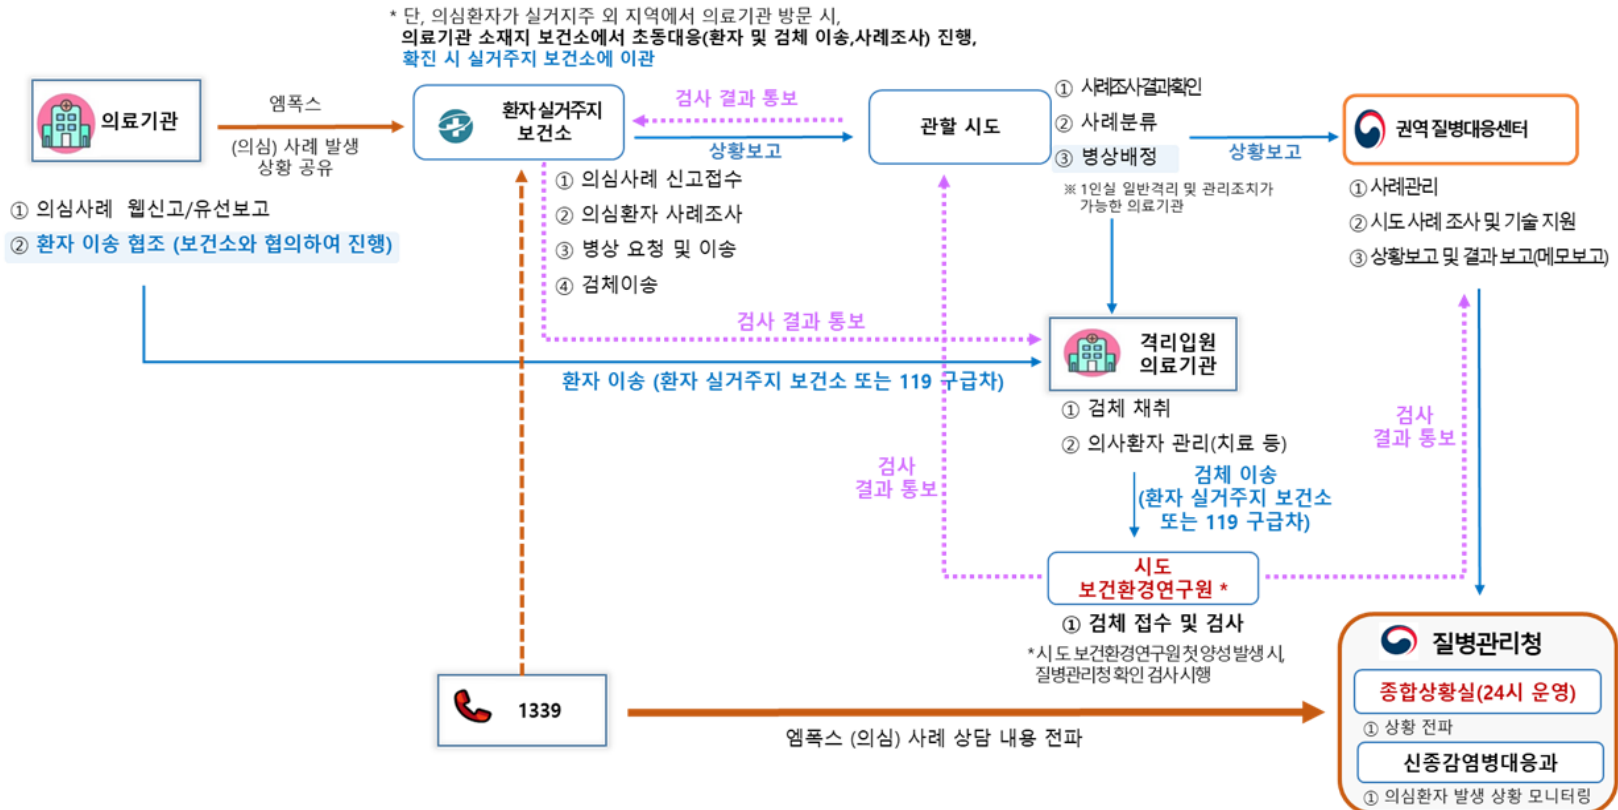 * 단, 의심환자가 실거지주 외 지역에서 의료기관 방문 시,
의료기관 소재지 보건소에서 초동대응(환자 및 검체 이송,사례조사) 진행,
확진 시 실거주지 보건소에 이관
의료기관
엠폭스
(의심) 사례 발생
상황 공유
① 의심사례 웹신고/유선보고
② 환자 이송 협조 (보건소와 협의하여 진행)
환자 실거주지
보건소
① 의심사례 신고접수
② 의심환자 사례조사
③ 병상 요청 및 이송
④ 검체이송
검사 결과 통보
상황보고
관할 시도
① 사례조사결과확인
② 사례분류
③ 병상배정
※ 1인실 일반격리 및 관리조치가
가능한 의료기관
상황보고
권역 질병대응센터
① 사례관리
② 시도 사례 조사 및 기술 지원
③ 상황보고 및 결과 보고(메모보고)
검사 결과 통보
환자 이송 (환자 실거주지 보건소 또는 119 구급차)
격리입원
의료기관
① 검체 채취
② 의사환자 관리(치료 등)
검사
결과 통보
검체 이송
(환자 실거주지 보건소
또는 119 구급차)
검사
결과 통보
시도
보건환경연구원 *
① 검체 접수 및 검사
* 시도 보건환경연구원 첫 양성 발생 시,
질병관리청 확인 검사 시행
1339
엠폭스 (의심) 사례 상담 내용 전파
질병관리청
종합상황실(24시 운영)
① 상황 전파
신종감염병대응과
① 의심환자 발생 상황 모니터링